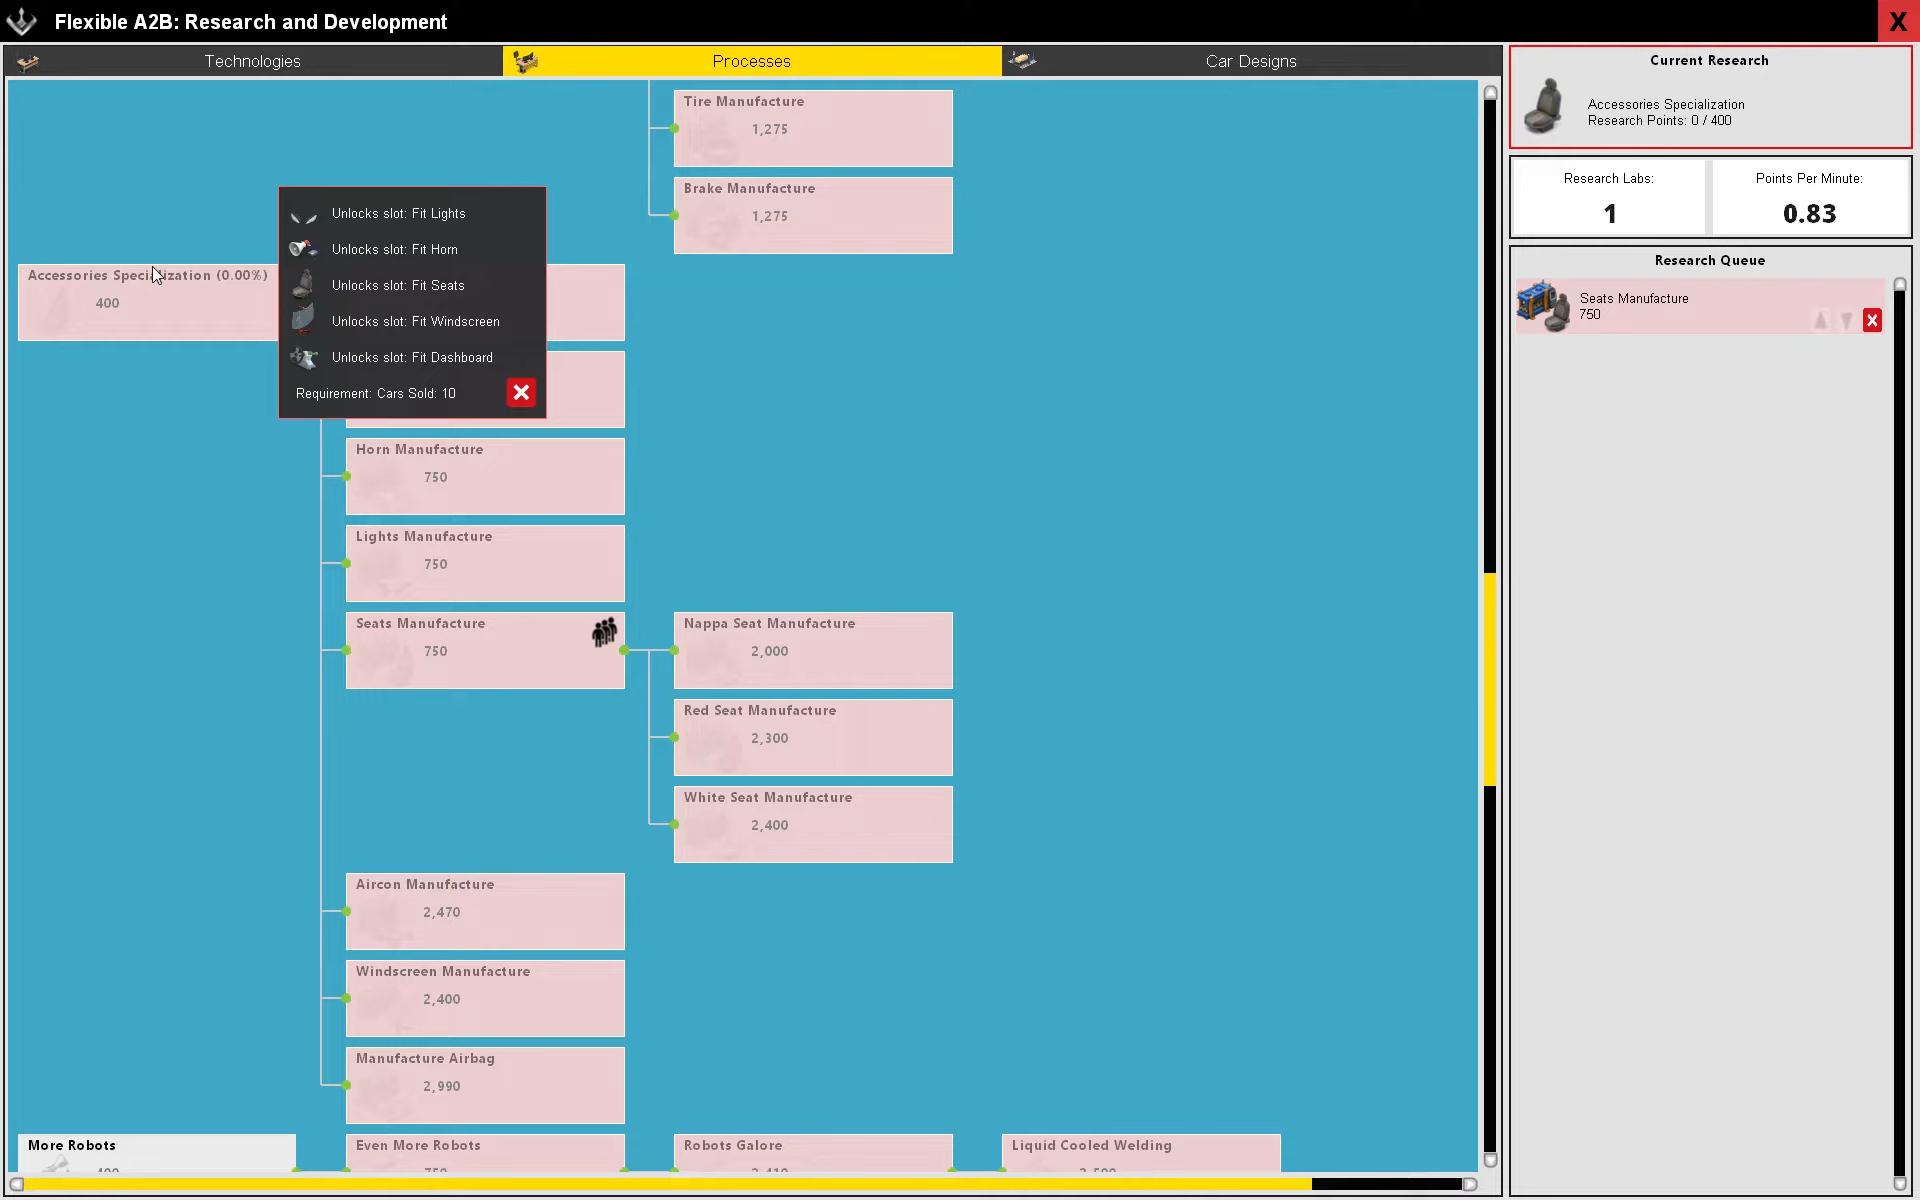 Flexible A2B: Research and Development
X
Technologies
Processes
Car Designs
Tire Manufacture
1,275
Brake Manufacture
1,275
Accessories Specialization (0.00%)
400
Unlocks slot: Fit Lights
Unlocks slot: Fit Horn
Unlocks slot: Fit Seats
Unlocks slot: Fit Windscreen
Unlocks slot: Fit Dashboard
Requirement: Cars Sold: 10
Horn Manufacture
750
Lights Manufacture
750
Seats Manufacture
750
Nappa Seat Manufacture
2,000
Red Seat Manufacture
2,300
White Seat Manufacture
2,400
Aircon Manufacture
2,470
Windscreen Manufacture
2,400
Manufacture Airbag
2,990
More Robots
400
Even More Robots
750
Robots Galore
Liquid Cooled Welding
Current Research
Accessories Specialization
Research Points: 0 / 400
Research Labs:
1
Points Per Minute:
0.83
Research Queue
Seats Manufacture
750